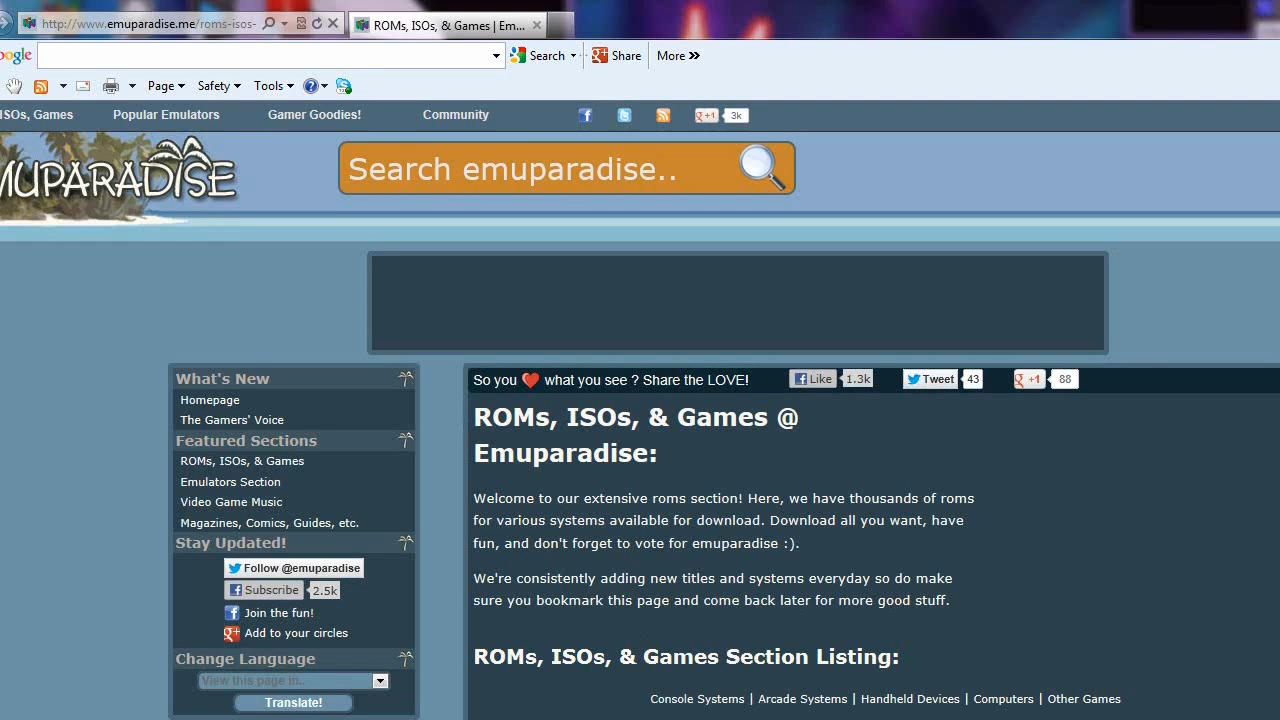 http://www.emuparadise.me/roms-isos-
ROMs, ISOs, & Games | Em...
oogle
Search
Share
More »
Page
Safety
Tools
ISOs, Games
Popular Emulators
Gamer Goodies!
Community
+1
3k
MUPARADISE
Search emuparadise..
What's New
Homepage
The Gamers' Voice
Featured Sections
ROMs, ISOs, & Games
Emulators Section
Video Game Music
Magazines, Comics, Guides, etc.
Stay Updated!
Follow @emuparadise
Subscribe 2.5k
Join the fun!
Add to your circles
Change Language
View this page in..
Translate!
So you ❤ what you see ? Share the LOVE!
Like 1.3k
Tweet 43
+1 88
ROMs, ISOs, & Games @
Emuparadise:
Welcome to our extensive roms section! Here, we have thousands of roms
for various systems available for download. Download all you want, have
fun, and don't forget to vote for emuparadise :).
We're consistently adding new titles and systems everyday so do make
sure you bookmark this page and come back later for more good stuff.
ROMs, ISOs, & Games Section Listing:
Console Systems | Arcade Systems | Handheld Devices | Computers | Other Games